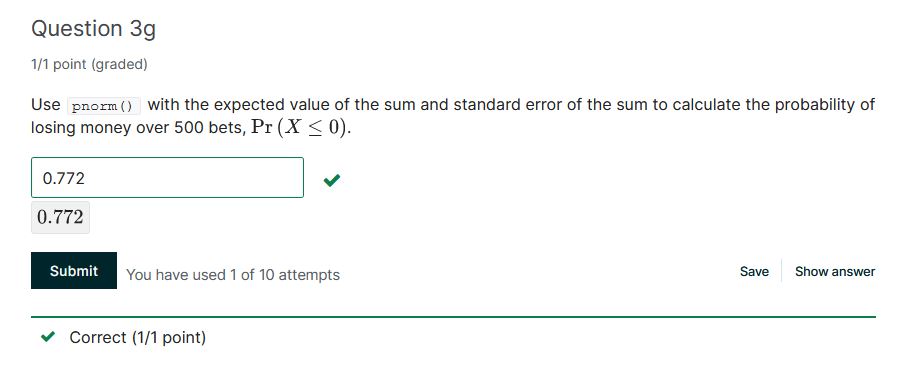 Question 3g
1/1 point (graded)
Use pnorm() with the expected value of the sum and standard error of the sum to calculate the probability of
losing money over 500 bets, Pr (X ≤ 0).
0.772
0.772
Submit You have used 1 of 10 attempts Save Show answer
Correct (1/1 point)